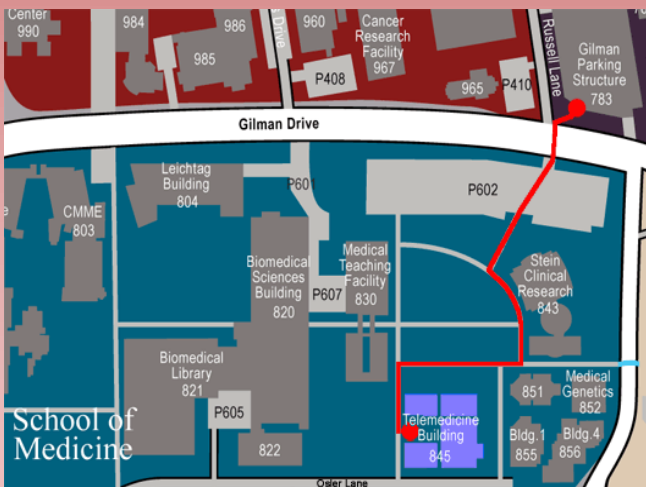 Center
990
984
986
985
s Drive
960
Cancer
Research
Facility
967
P408
965
P410
Russell Lane
Gilman
Parking
Structure
783
Gilman Drive
Leichtag
Building
804
P601
P602
CMME
803
Biomedical
Sciences
Building
820
Medical
Teaching
Facility
830
P607
Stein
Clinical
Research
843
Biomedical
Library
821
P605
822
Telemedicine
Building
845
851
Medical
Genetics
852
Bldg.1
855
Bldg.4
856
School of
Medicine
Osler Lane